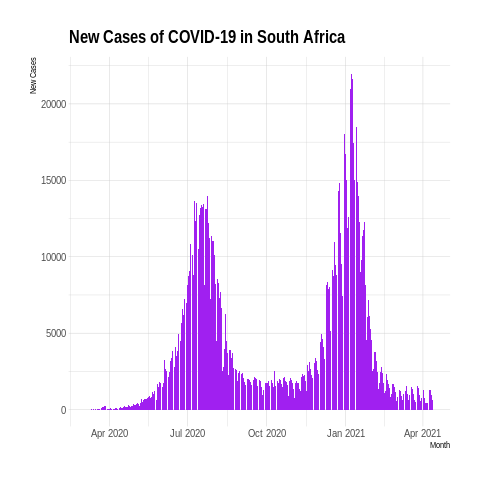 New Cases of COVID-19 in South Africa
New Cases
20000
15000
10000
5000
0
Apr 2020 Jul 2020 Oct 2020 Jan 2021 Apr 2021
Month